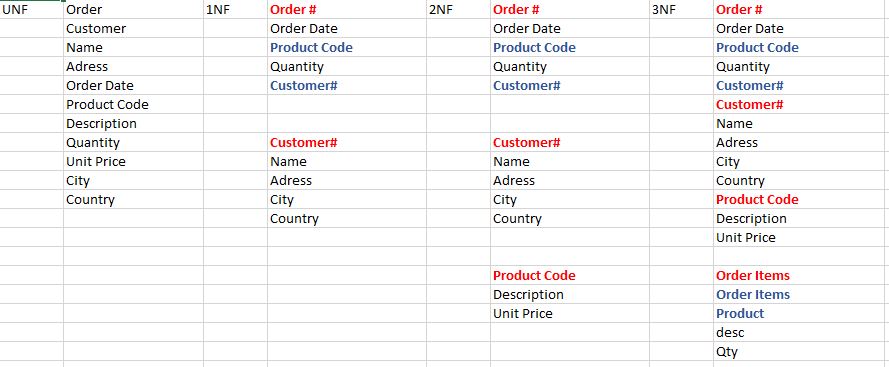 UNF Order 1NF Order # 2NF Order # 3NF Order #
Customer Order Date Order Date Order Date
Name Product Code Product Code Product Code
Adress Quantity Quantity Quantity
Order Date Customer# Customer# Customer#
Product Code Customer#
Description Name
Quantity Customer# Customer# Adress
Unit Price Name Name City
City Adress Adress Country
Country City City Product Code
Country Country Description
Unit Price
Product Code Order Items
Description Order Items
Unit Price Product
desc
Qty